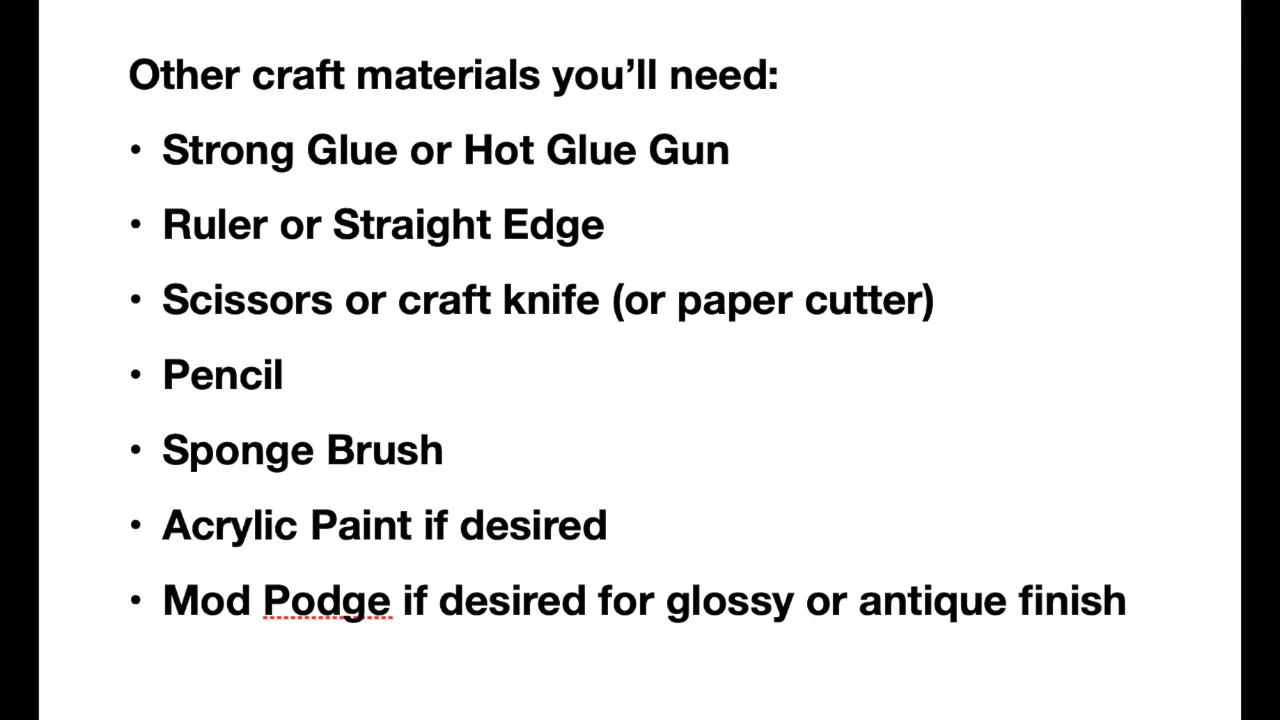 Other craft materials you’ll need:
• Strong Glue or Hot Glue Gun
• Ruler or Straight Edge
• Scissors or craft knife (or paper cutter)
• Pencil
• Sponge Brush
• Acrylic Paint if desired
• Mod Podge if desired for glossy or antique finish